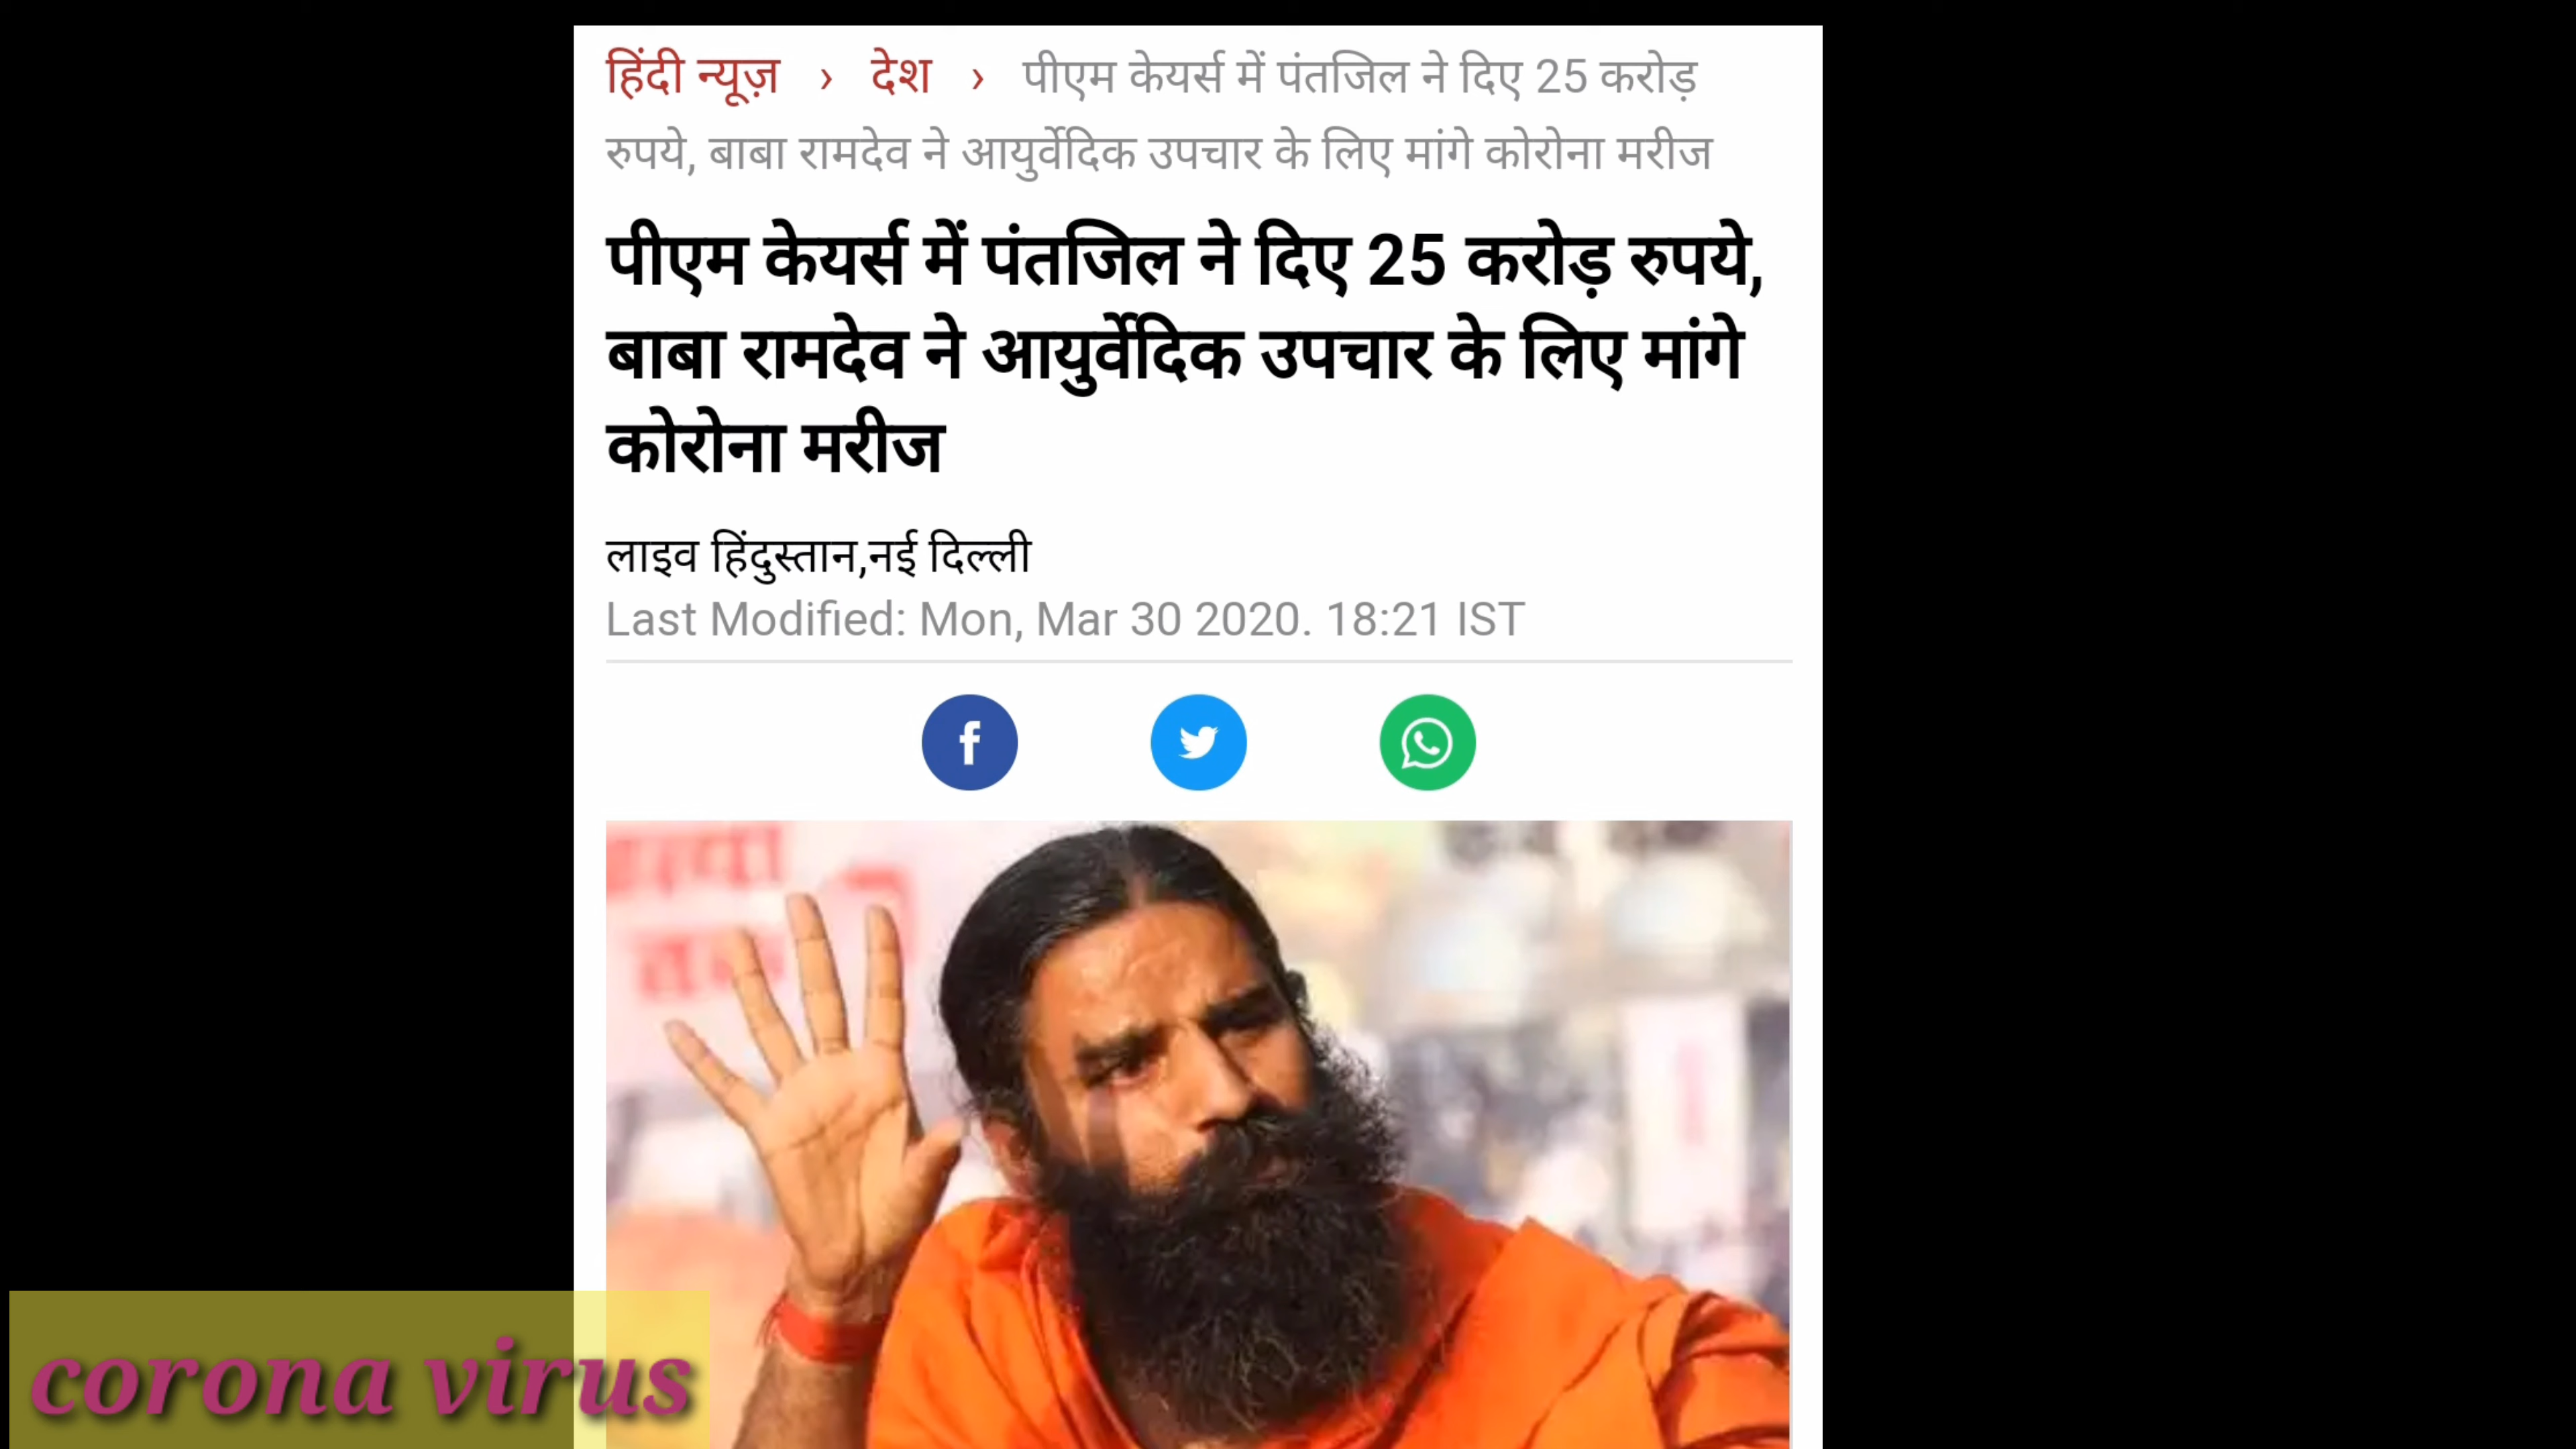 हिंदी न्यूज़ › देश › पीएम केयर्स में पंतजिल ने दिए 25 करोड़
रुपये, बाबा रामदेव ने आयुर्वेदिक उपचार के लिए मांगे कोरोना मरीज
पीएम केयर्स में पंतजिल ने दिए 25 करोड़ रुपये,
बाबा रामदेव ने आयुर्वेदिक उपचार के लिए मांगे
कोरोना मरीज
लाइव हिंदुस्तान,नई दिल्ली
Last Modified: Mon, Mar 30 2020. 18:21 IST
corona virus